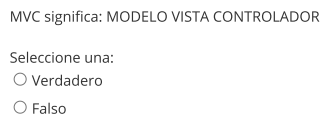 MVC significa: MODELO VISTA CONTROLADOR
Seleccione una:
Verdadero
Falso